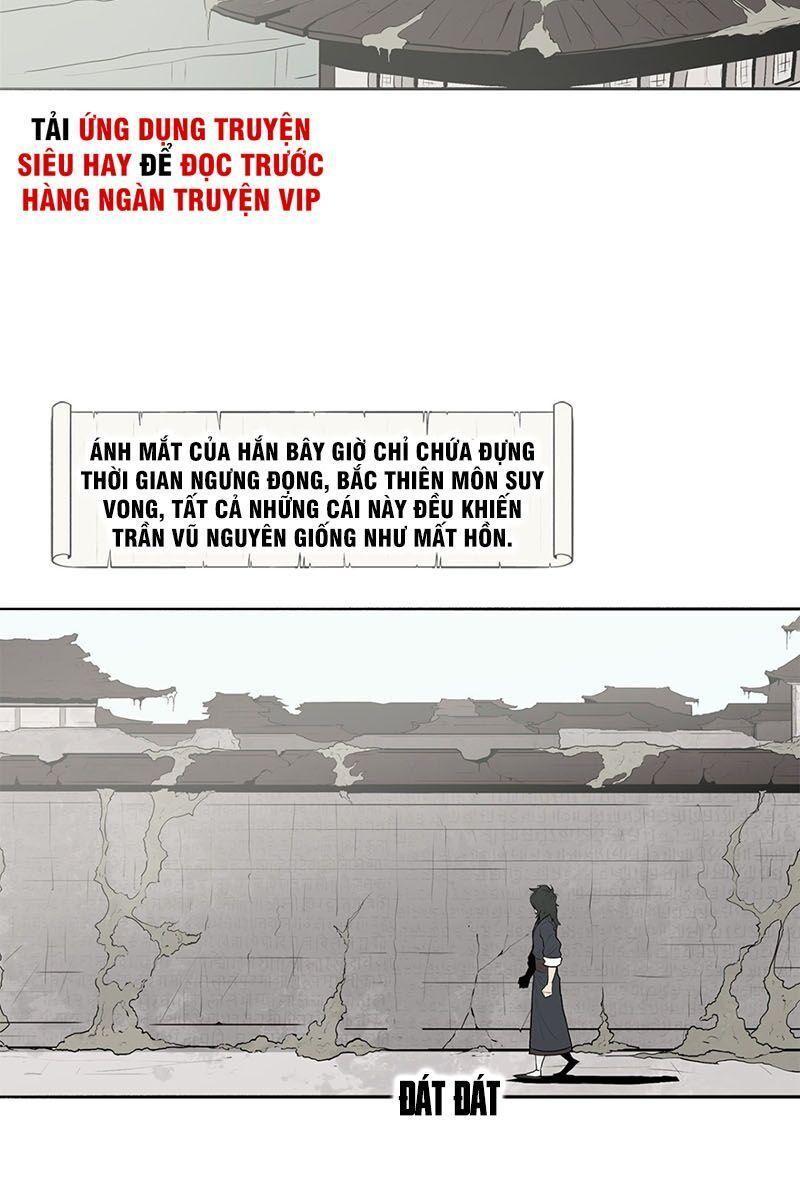 TẢI ỨNG DỤNG TRUYỆN
SIÊU HAY ĐỂ ĐỌC TRƯỚC
HÀNG NGÀN TRUYỆN VIP
ÁNH MẮT CỦA HẮN BÂY GIỜ CHỈ CHỨA ĐỰNG
THỜI GIAN NGƯNG ĐỌNG, BẮC THIÊN MÔN SUY
VONG, TẤT CẢ NHỮNG CÁI NÀY ĐỀU KHIẾN
TRẦN VŨ NGUYÊN GIỐNG NHƯ MẤT HỒN.
ĐÁT ĐÁT